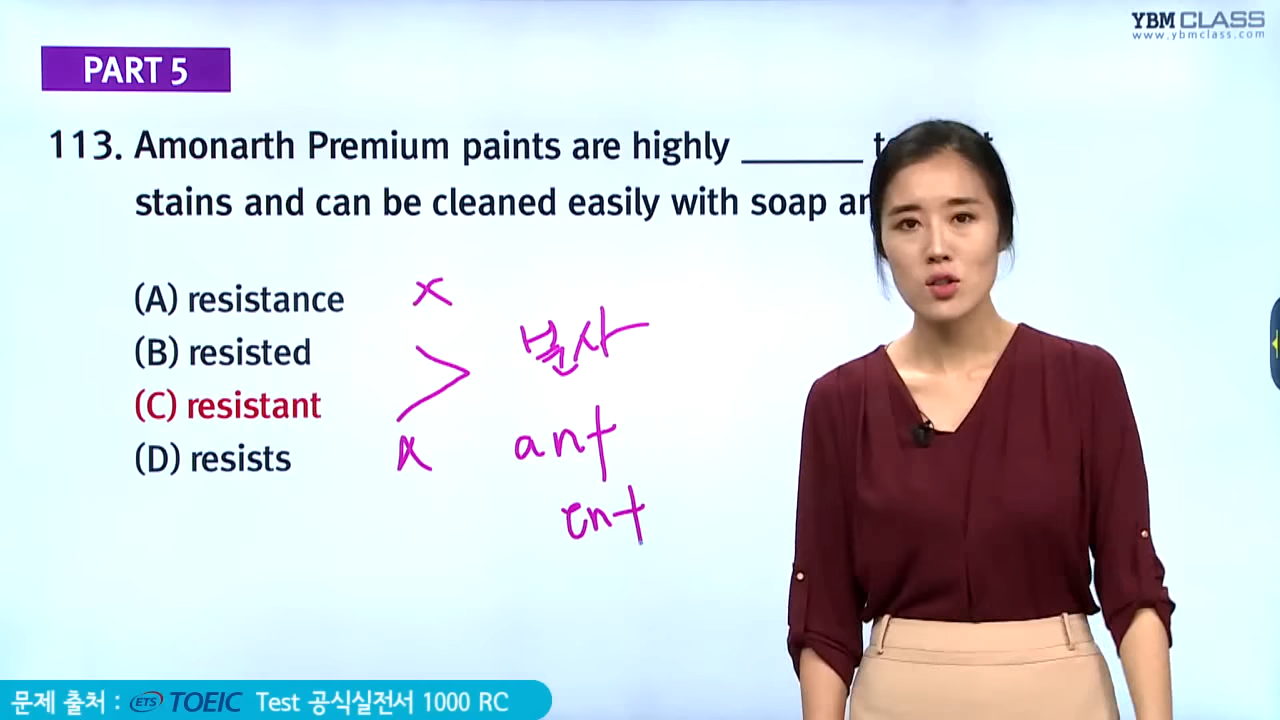 YBM CLASS
www.ybmclass.com
PART 5
113. Amonarth Premium paints are highly ______
stains and can be cleaned easily with soap
(A) resistance x
(B) resisted
(C) resistant
(D) resists x
분사
ant
ent
문제 출처 : ETS TOEIC Test 공식실전서 1000 RC